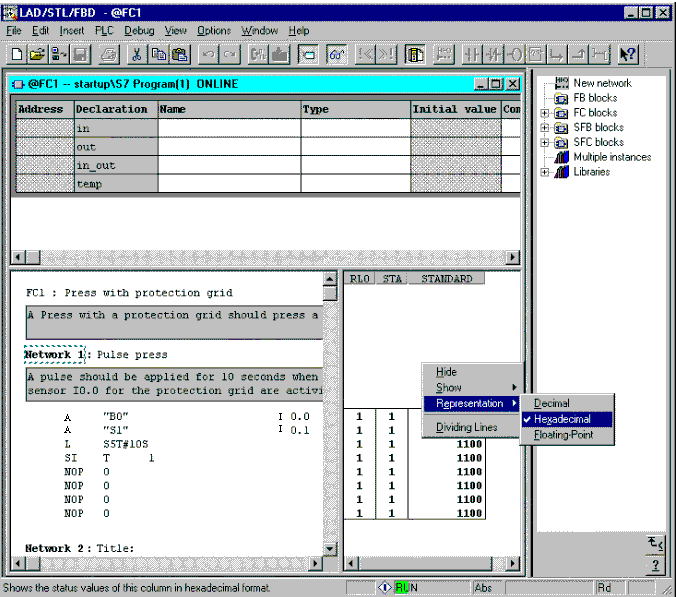 LAD/STL/FBD - @FC1
File Edit Insert PLC Debug View Options Window Help
@FC1 -- startup\S7 Program(1) ONLINE
Address Declaration Name Type Initial value Com
in
out
in_out
temp
New network
FB blocks
FC blocks
SFB blocks
SFC blocks
Multiple instances
Libraries
RLO STA STANDARD
FC1 : Press with protection grid
A Press with a protection grid should press a
Network 1: Pulse press
A pulse should be applied for 10 seconds when
sensor I0.0 for the protection grid are activ
A "B0" I 0.0 1 1
A "S1" I 0.1 1 1
L S5T#10S 1 1 1100
SI T 1 1 1 1100
NOP 0 1 1 1100
NOP 0 1 1 1100
NOP 0 1 1 1100
NOP 0 1 1 1100
Network 2 : Title:
Hide
Show
Representation
Dividing Lines
Decimal
Hexadecimal
Floating-Point
Shows the status values of this column in hexadecimal format. RUN Abs Rd